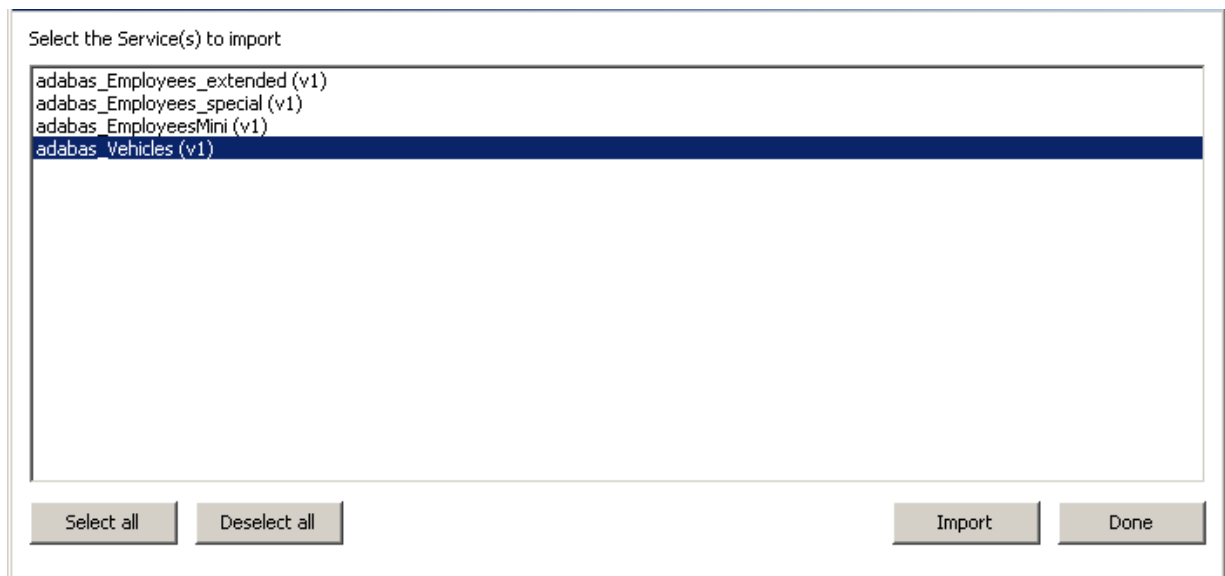 Select the Service(s) to import
adabas_Employees_extended (v1)
adabas_Employees_special (v1)
adabas_EmployeesMini (v1)
adabas_Vehicles (v1)
Select all
Deselect all
Import
Done